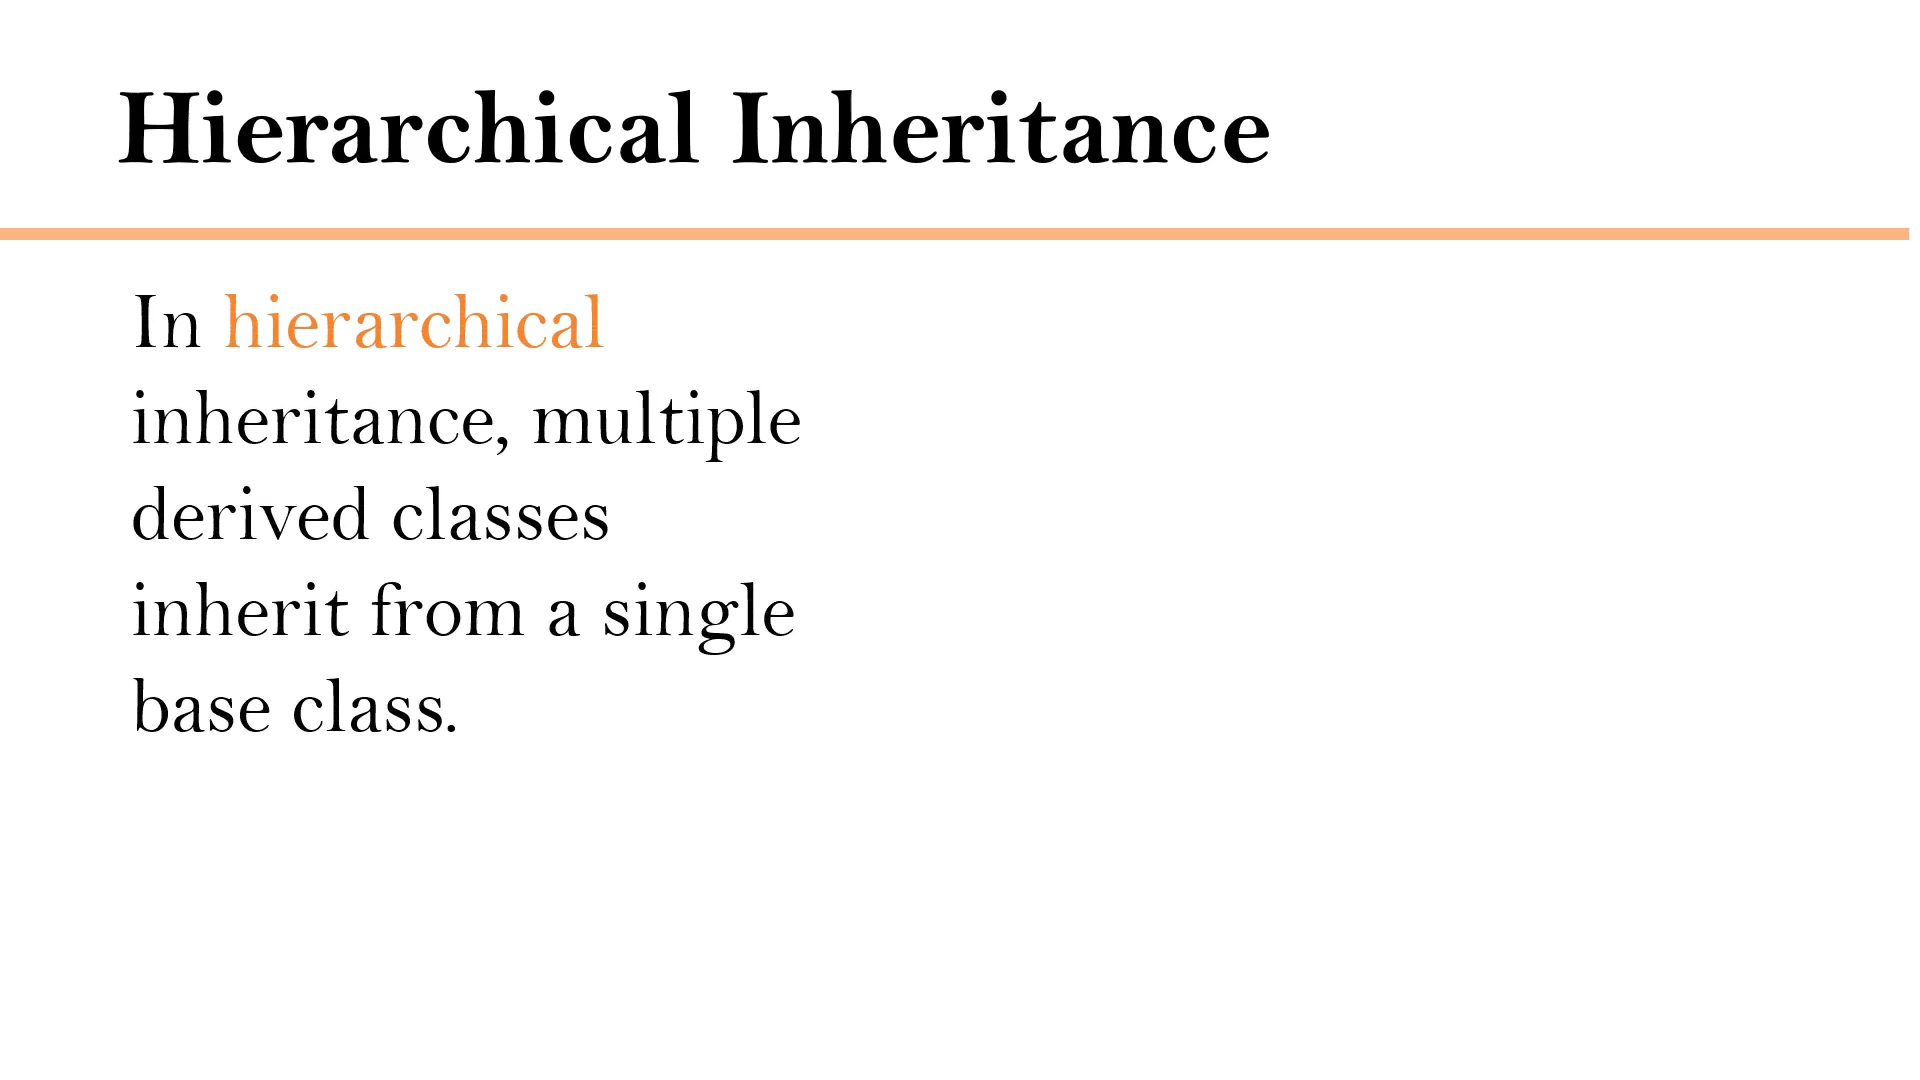 Hierarchical Inheritance
In hierarchical
inheritance, multiple
derived classes
inherit from a single
base class.